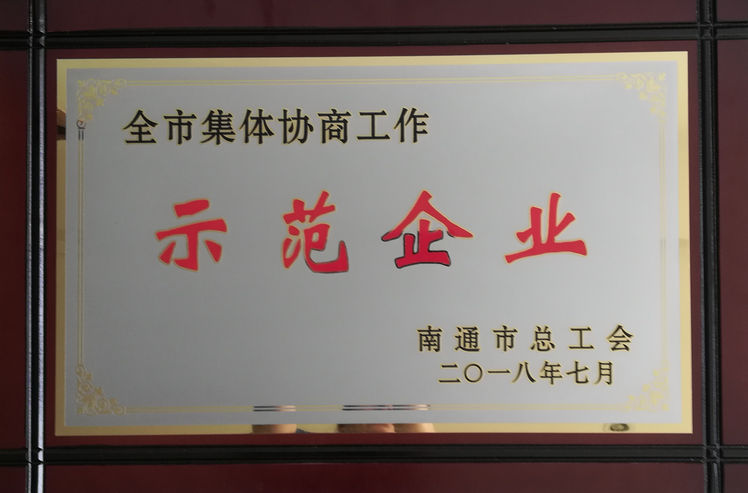 全市集体协商工作
示范企业
南通市总工会
二〇一八年七月